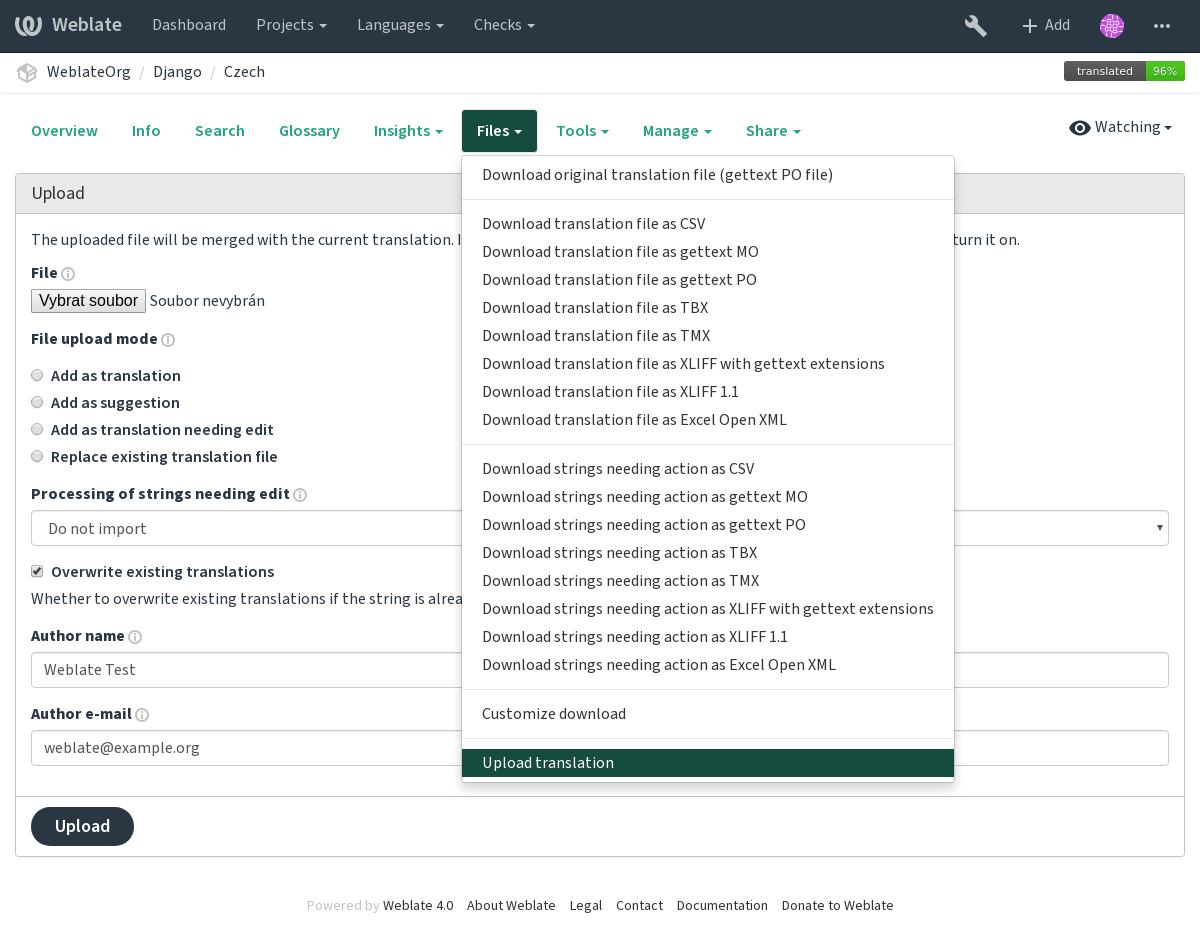 Weblate Dashboard Projects Languages Checks Add
WeblateOrg / Django / Czech translated 96%
Overview Info Search Glossary Insights Files Tools Manage Share Watching
Download original translation file (gettext PO file)
Download translation file as CSV
Download translation file as gettext MO
Download translation file as gettext PO
Download translation file as TBX
Download translation file as TMX
Download translation file as XLIFF with gettext extensions
Download translation file as XLIFF 1.1
Download translation file as Excel Open XML
Download strings needing action as CSV
Download strings needing action as gettext MO
Download strings needing action as gettext PO
Download strings needing action as TBX
Download strings needing action as TMX
Download strings needing action as XLIFF with gettext extensions
Download strings needing action as XLIFF 1.1
Download strings needing action as Excel Open XML
Customize download
Upload translation
Upload
The uploaded file will be merged with the current translation. turn it on.
File
Vybrat soubor Soubor nevybrán
File upload mode
Add as translation
Add as suggestion
Add as translation needing edit
Replace existing translation file
Processing of strings needing edit
Do not import
Overwrite existing translations
Whether to overwrite existing translations if the string is
Author name
Weblate Test
Author e-mail
weblate@example.org
Upload
Powered by Weblate 4.0 About Weblate Legal Contact Documentation Donate to Weblate